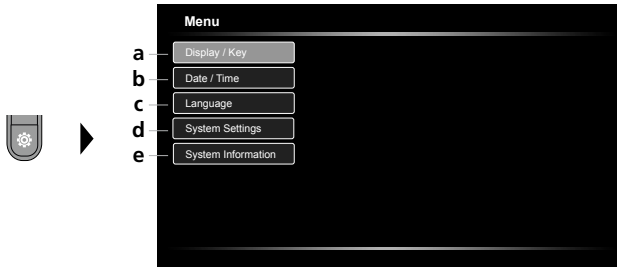 Menu
a Display / Key
b Date / Time
c Language
d System Settings
e System Information